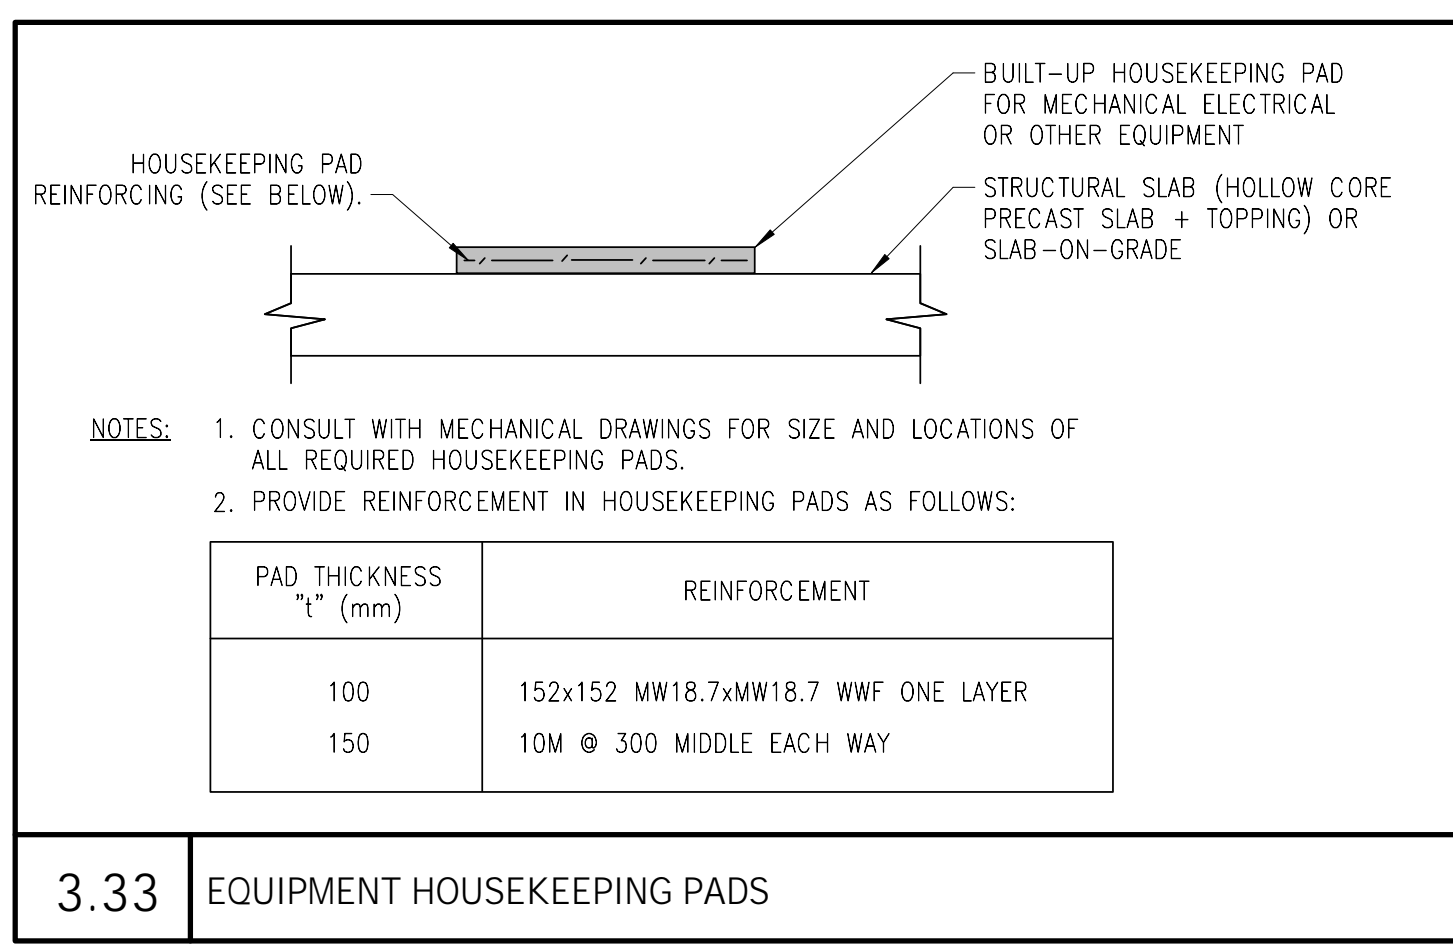 BUILT-UP HOUSEKEEPING PAD
FOR MECHANICAL ELECTRICAL
OR OTHER EQUIPMENT
HOUSEKEEPING PAD
REINFORCING (SEE BELOW).
STRUCTURAL SLAB (HOLLOW CORE
PRECAST SLAB + TOPPING) OR
SLAB-ON-GRADE
NOTES: 1. CONSULT WITH MECHANICAL DRAWINGS FOR SIZE AND LOCATIONS OF
ALL REQUIRED HOUSEKEEPING PADS.
2. PROVIDE REINFORCEMENT IN HOUSEKEEPING PADS AS FOLLOWS:
PAD THICKNESS
"t" (mm)
REINFORCEMENT
100 152x152 MW18.7xMW18.7 WWF ONE LAYER
150 10M @ 300 MIDDLE EACH WAY
3.33 EQUIPMENT HOUSEKEEPING PADS